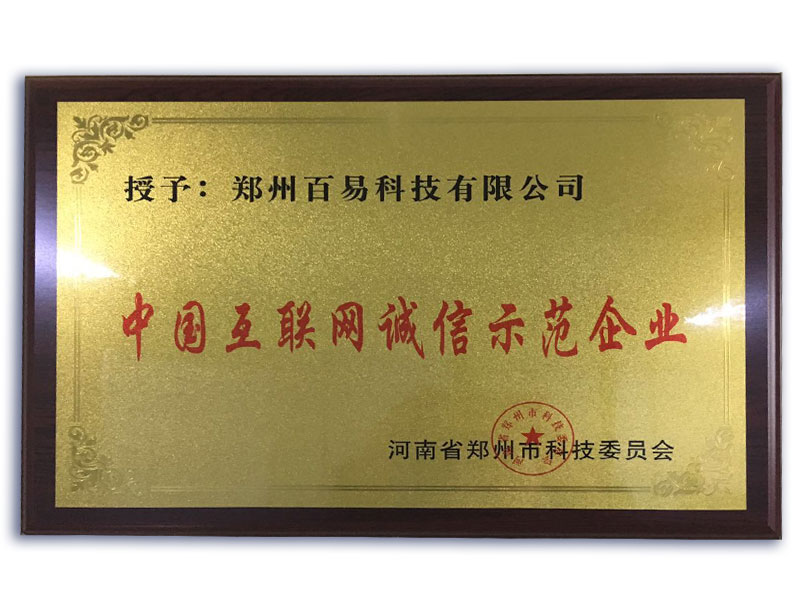 授予：郑州百易科技有限公司
中国互联网诚信示范企业
河南省郑州市科技委员会